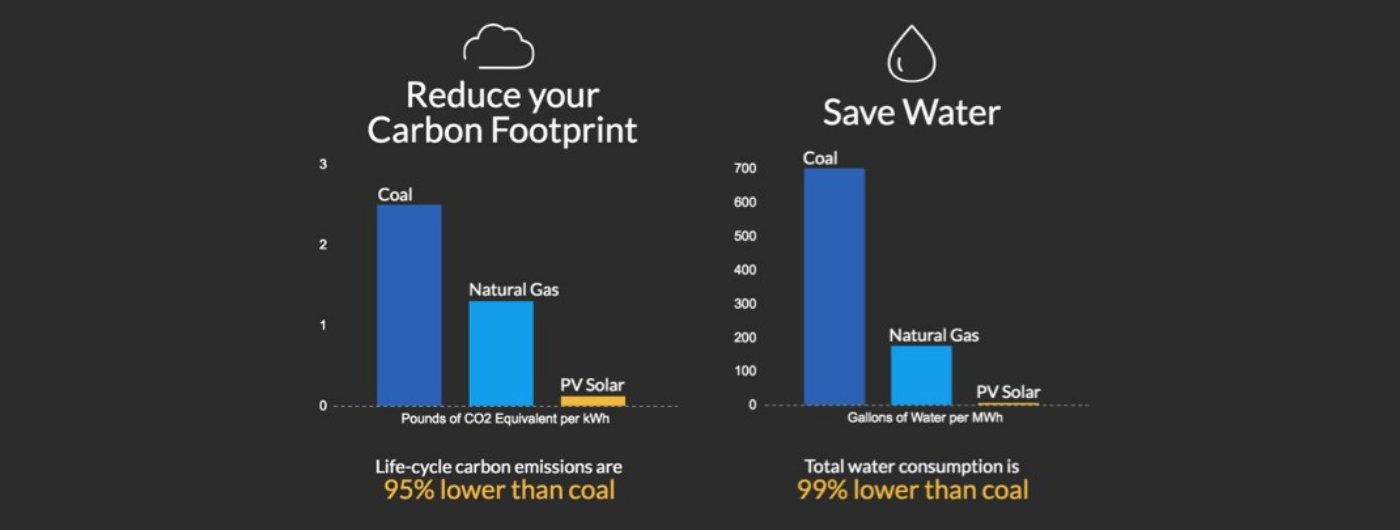 Reduce your
Carbon Footprint
3
Coal
2
Natural Gas
1
PV Solar
0
Pounds of CO2 Equivalent per kWh
Life-cycle carbon emissions are
95% lower than coal
Save Water
Coal
700
600
500
400
300
Natural Gas
200
100
PV Solar
0
Gallons of Water per MWh
Total water consumption is
99% lower than coal